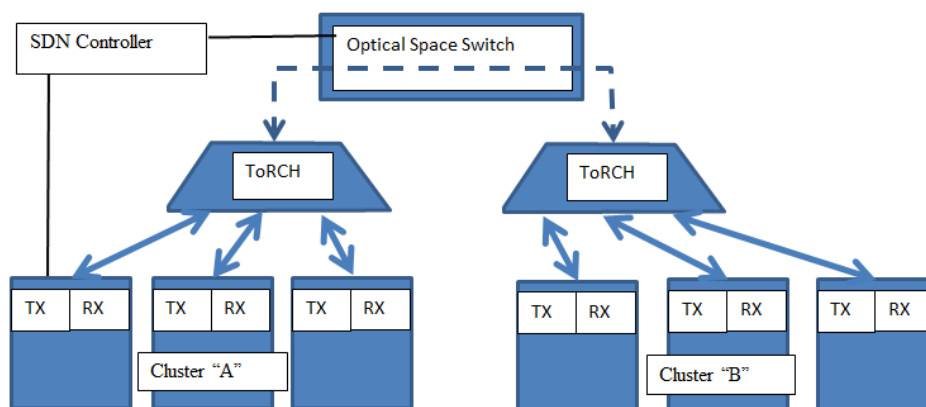 SDN Controller
Optical Space Switch
ToRCH
ToRCH
TX RX
TX RX
TX RX
TX RX
TX RX
TX RX
Cluster “A”
Cluster “B”